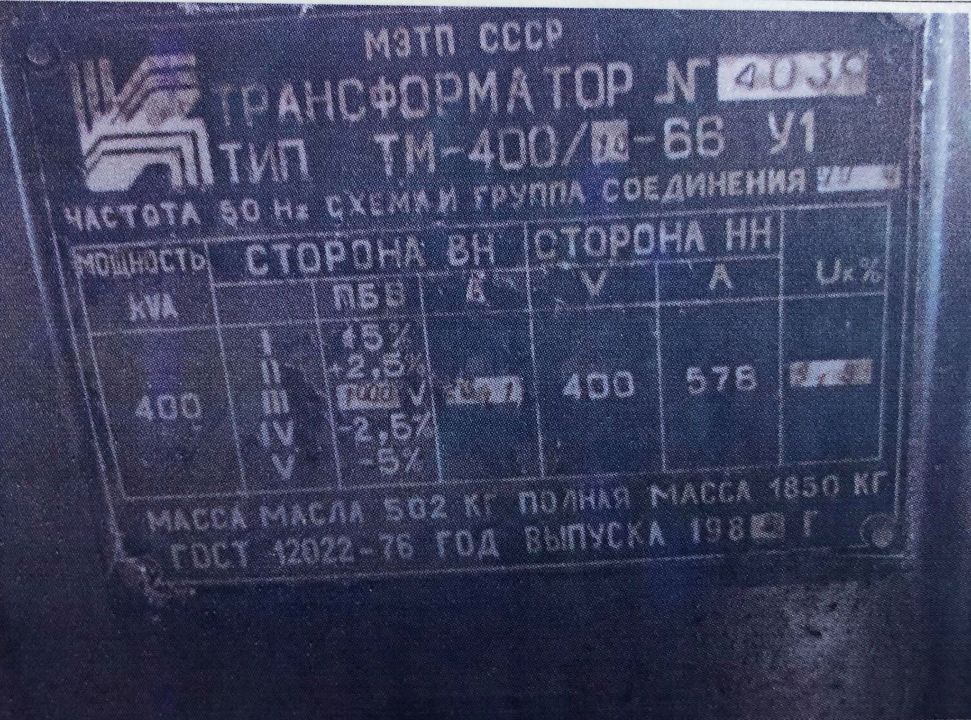 МЭТП СССР
ТРАНСФОРМАТОР №
ТИП ТМ-400/ -66 У1
ЧАСТОТА 50 Hz СХЕМА И ГРУППА СОЕДИНЕНИЯ
МОЩНОСТЬ kVA СТОРОНА ВН СТОРОНА НН Uк%
ПБВ A V A
I +5%
II +2,5%
400 III V 400 578
IV -2,5%
V -5%
МАССА МАСЛА 502 КГ ПОЛНАЯ МАССА 1850 КГ
ГОСТ 12022-76 ГОД ВЫПУСКА 198 Г